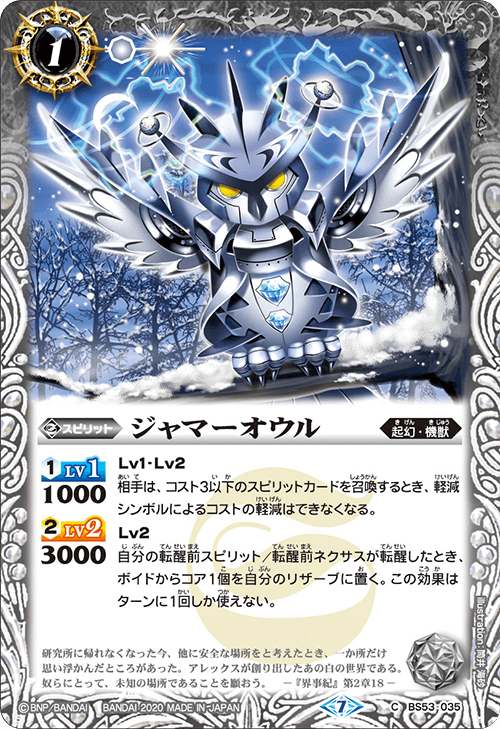 1
スピリット
ジャマーオウル
起幻・機獣
1 LV1
1000
Lv1・Lv2
相手は、コスト3以下のスピリットカードを召喚するとき、軽減
シンボルによるコストの軽減はできなくなる。
2 LV2
3000
Lv2
自分の転醒前スピリット／転醒前ネクサスが転醒したとき、
ボイドからコア1個を自分のリザーブに置く。この効果は
ターンに1回しか使えない。
研究所に帰れなくなった今、他に安全な場所をと考えたとき、一か所だけ
思い浮かんだところがあった。アレックスが創り出したあの白の世界である。
奴らにとって、未知の場所であることを願おう。 ―『界事紀』第2章18―
Illustration:筒井 海砂
©BNP/BANDAI BANDAI 2020 MADE IN JAPAN
7
C BS53-035